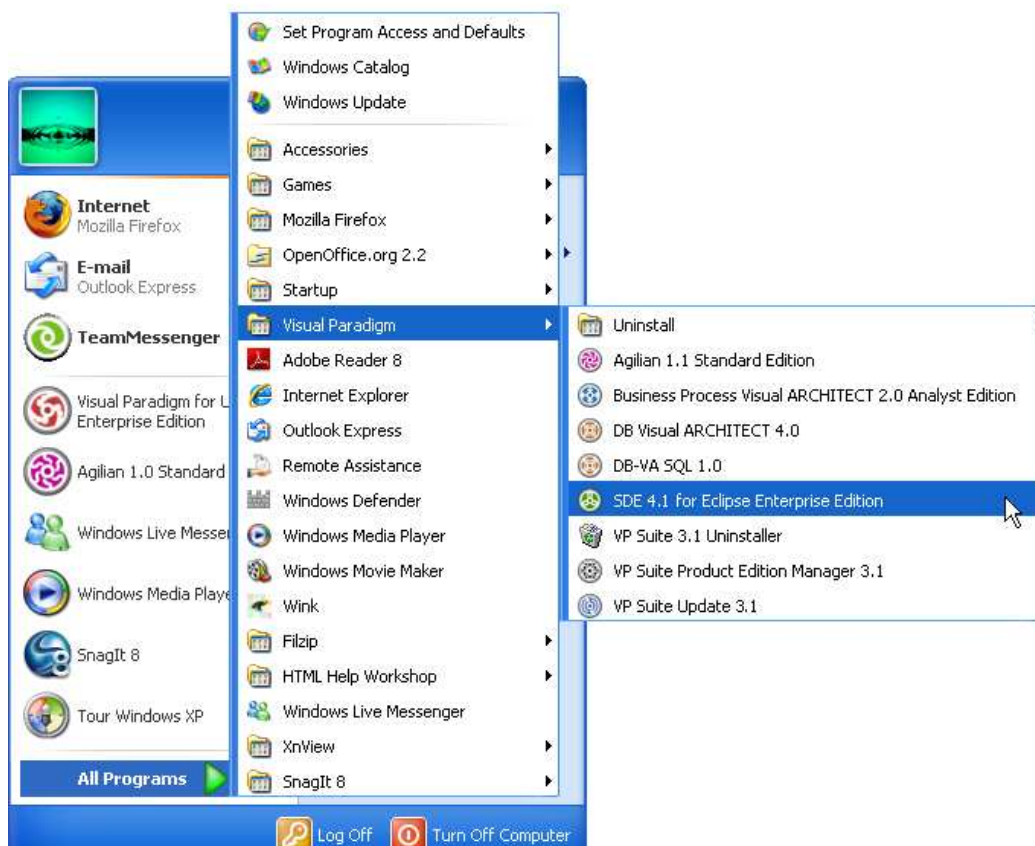 Internet
Mozilla Firefox
E-mail
Outlook Express
TeamMessenger
Visual Paradigm for U
Enterprise Edition
Agilian 1.0 Standard
Windows Live Messe
Windows Media Playe
SnagIt 8
Tour Windows XP
All Programs
Set Program Access and Defaults
Windows Catalog
Windows Update
Accessories
Games
Mozilla Firefox
OpenOffice.org 2.2
Startup
Visual Paradigm
Adobe Reader 8
Internet Explorer
Outlook Express
Remote Assistance
Windows Defender
Windows Media Player
Windows Movie Maker
Wink
Filzip
HTML Help Workshop
Windows Live Messenger
XnView
SnagIt 8
Uninstall
Agilian 1.1 Standard Edition
Business Process Visual ARCHITECT 2.0 Analyst Edition
DB Visual ARCHITECT 4.0
DB-VA SQL 1.0
SDE 4.1 for Eclipse Enterprise Edition
VP Suite 3.1 Uninstaller
VP Suite Product Edition Manager 3.1
VP Suite Update 3.1
Log Off
Turn Off Computer